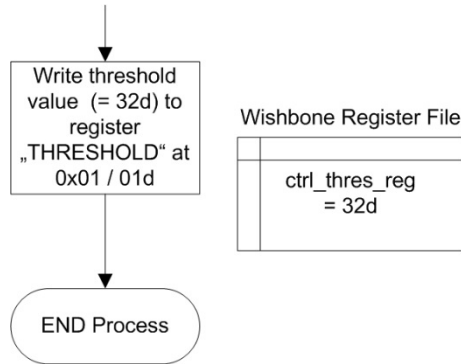 Write threshold
value (= 32d) to
register
„THRESHOLD“ at
0x01 / 01d
Wishbone Register File
ctrl_thres_reg
= 32d
END Process